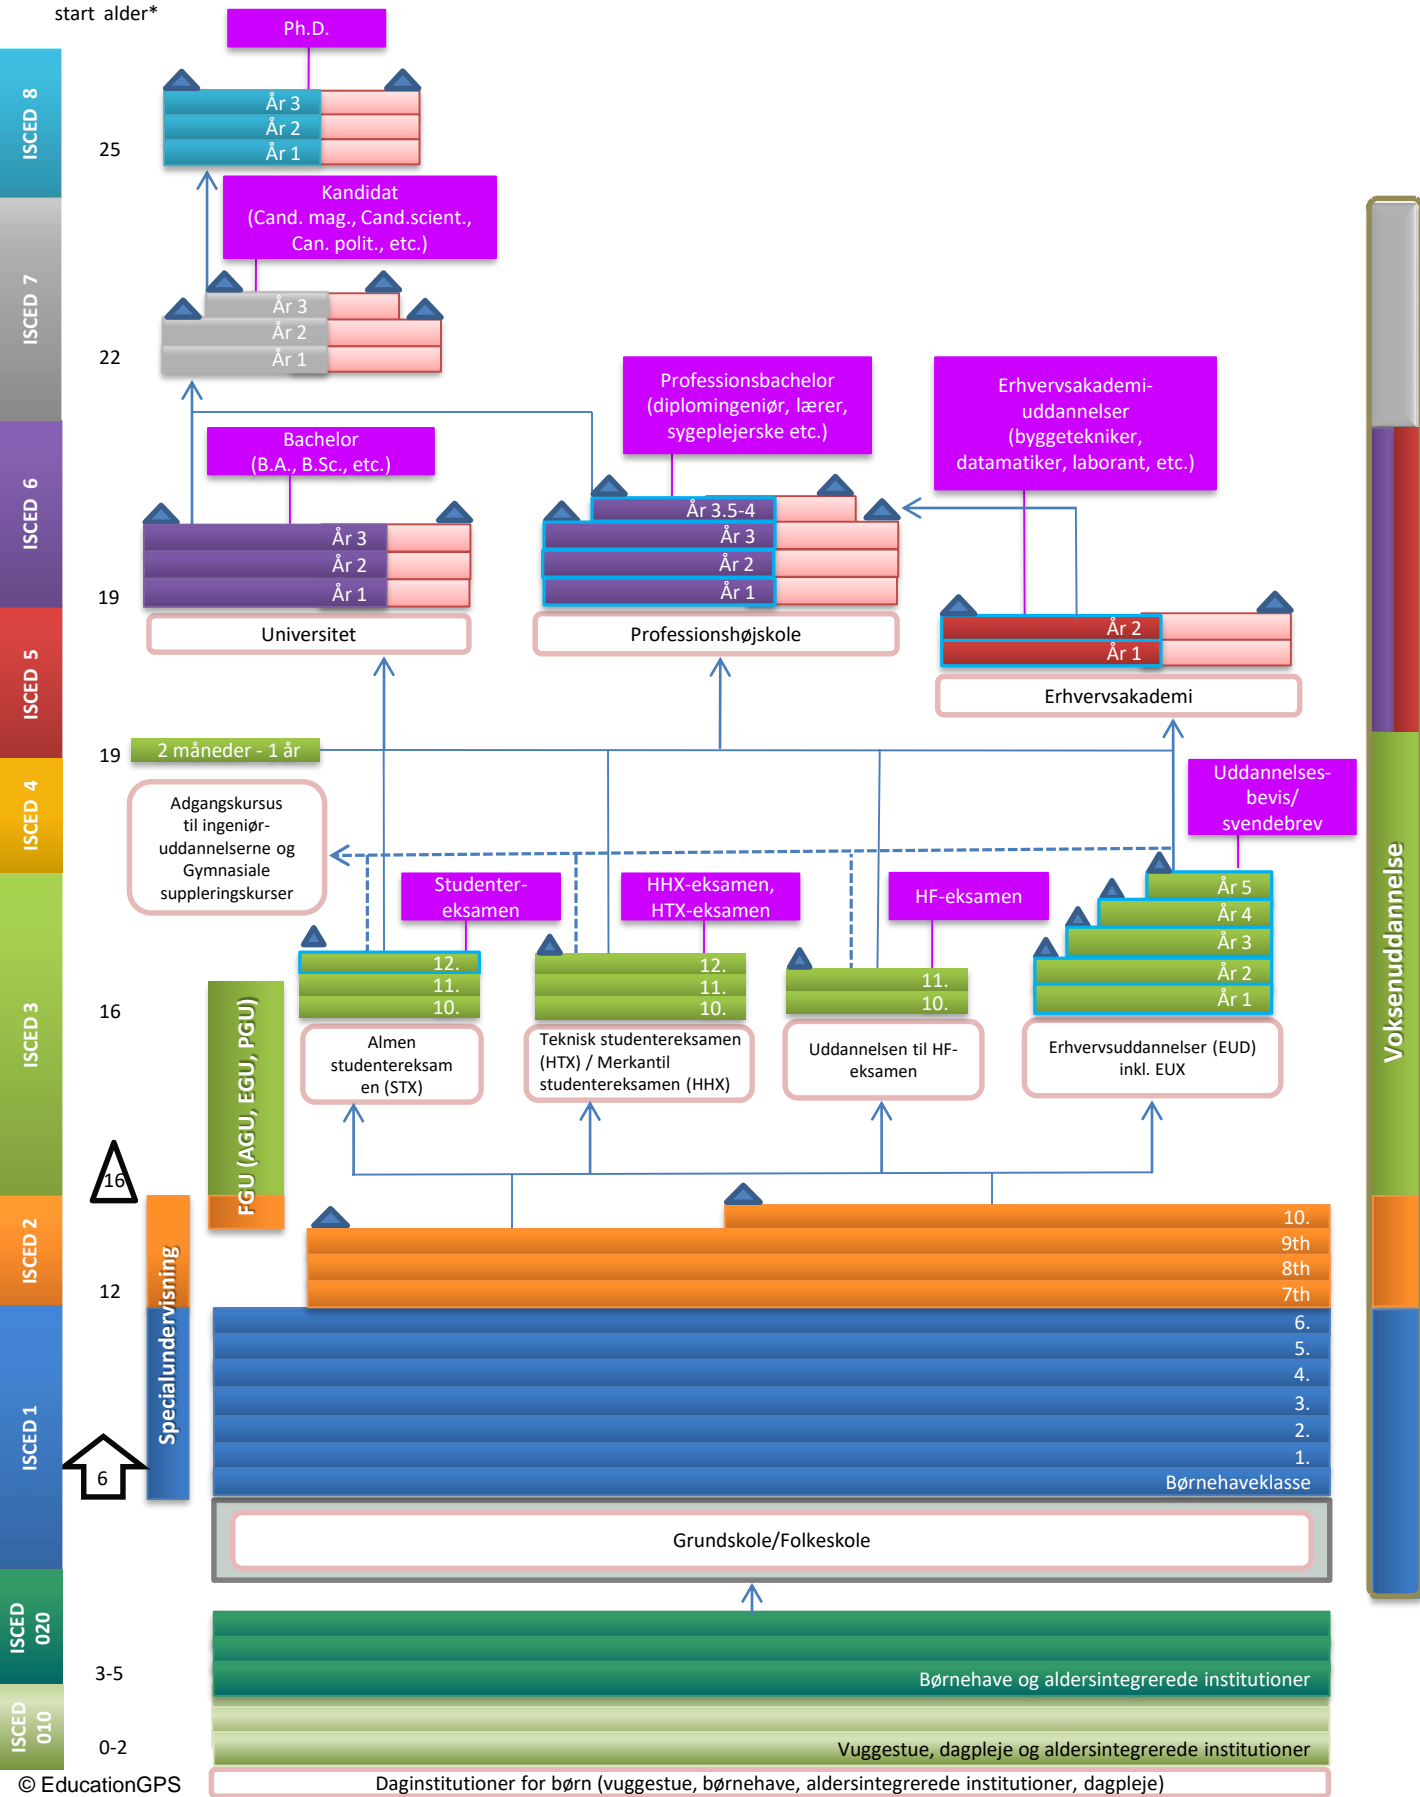 start alder*
Ph.D.
ISCED 8
År 3
År 2
År 1
25
Kandidat
(Cand. mag., Cand.scient.,
Can. polit., etc.)
ISCED 7
År 3
År 2
År 1
22
Professionsbachelor
(diplomingeniør, lærer,
sygeplejerske etc.)
Erhvervsakademi-
uddannelser
(byggetekniker,
datamatiker, laborant, etc.)
Bachelor
(B.A., B.Sc., etc.)
ISCED 6
År 3
År 2
År 1
År 3.5-4
År 3
År 2
År 1
19
Universitet
Professionshøjskole
År 2
År 1
ISCED 5
Erhvervsakademi
19
2 måneder - 1 år
ISCED 4
Adgangskursus
til ingeniør-
uddannelserne og
Gymnasiale
suppleringskurser
Uddannelses-
bevis/
svendebrev
Studenter-
eksamen
HHX-eksamen,
HTX-eksamen
HF-eksamen
År 5
År 4
År 3
År 2
År 1
Voksenuddannelse
12.
11.
10.
12.
11.
10.
11.
10.
ISCED 3
16
FGU (AGU, EGU, PGU)
Almen
studentereksam
en (STX)
Teknisk studentereksamen
(HTX) / Merkantil
studentereksamen (HHX)
Uddannelsen til HF-
eksamen
Erhvervsuddannelser (EUD)
inkl. EUX
16
ISCED 2
10.
9th
8th
7th
12
Specialundervisning
ISCED 1
6.
5.
4.
3.
2.
1.
Børnehaveklasse
6
Grundskole/Folkeskole
ISCED
020
3-5
Børnehave og aldersintegrerede institutioner
ISCED
010
0-2
Vuggestue, dagpleje og aldersintegrerede institutioner
© EducationGPS
Daginstitutioner for børn (vuggestue, børnehave, aldersintegrerede institutioner, dagpleje)